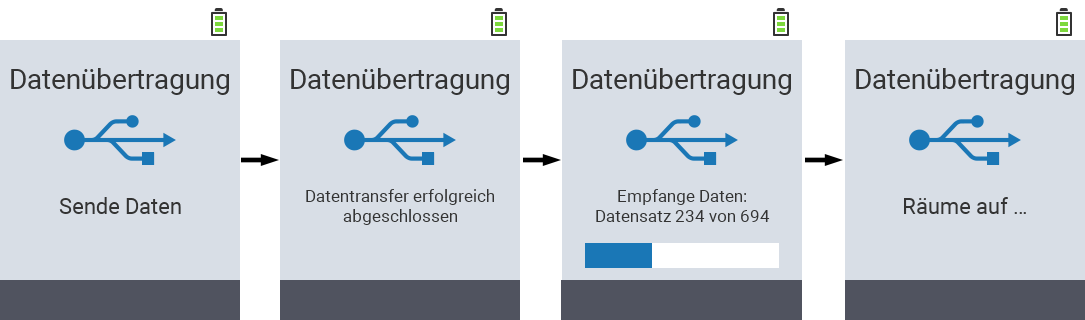 Datenübertragung
Sende Daten
Datenübertragung
Datentransfer erfolgreich
abgeschlossen
Datenübertragung
Empfange Daten:
Datensatz 234 von 694
Datenübertragung
Räume auf ...